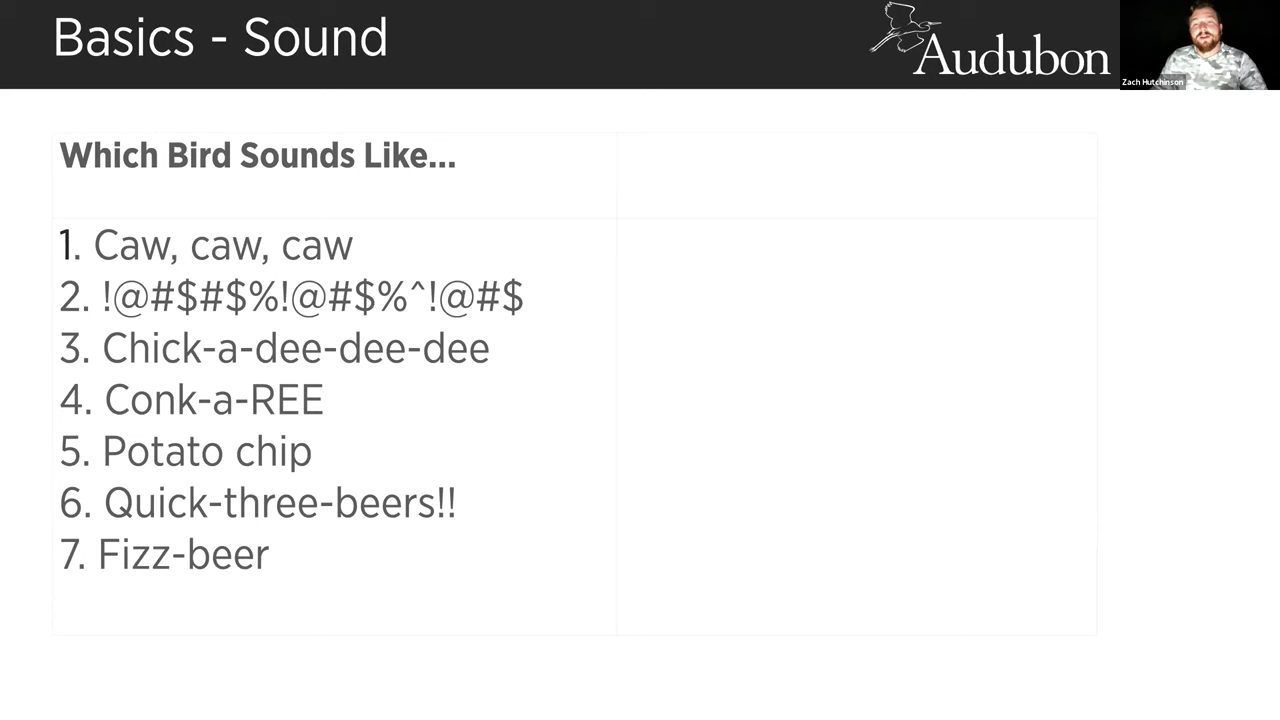 Basics - Sound
Audubon
Zach Hutchinson
Which Bird Sounds Like...
1. Caw, caw, caw
2. !@#$#$%!@#$%^!@#$
3. Chick-a-dee-dee-dee
4. Conk-a-REE
5. Potato chip
6. Quick-three-beers!!
7. Fizz-beer